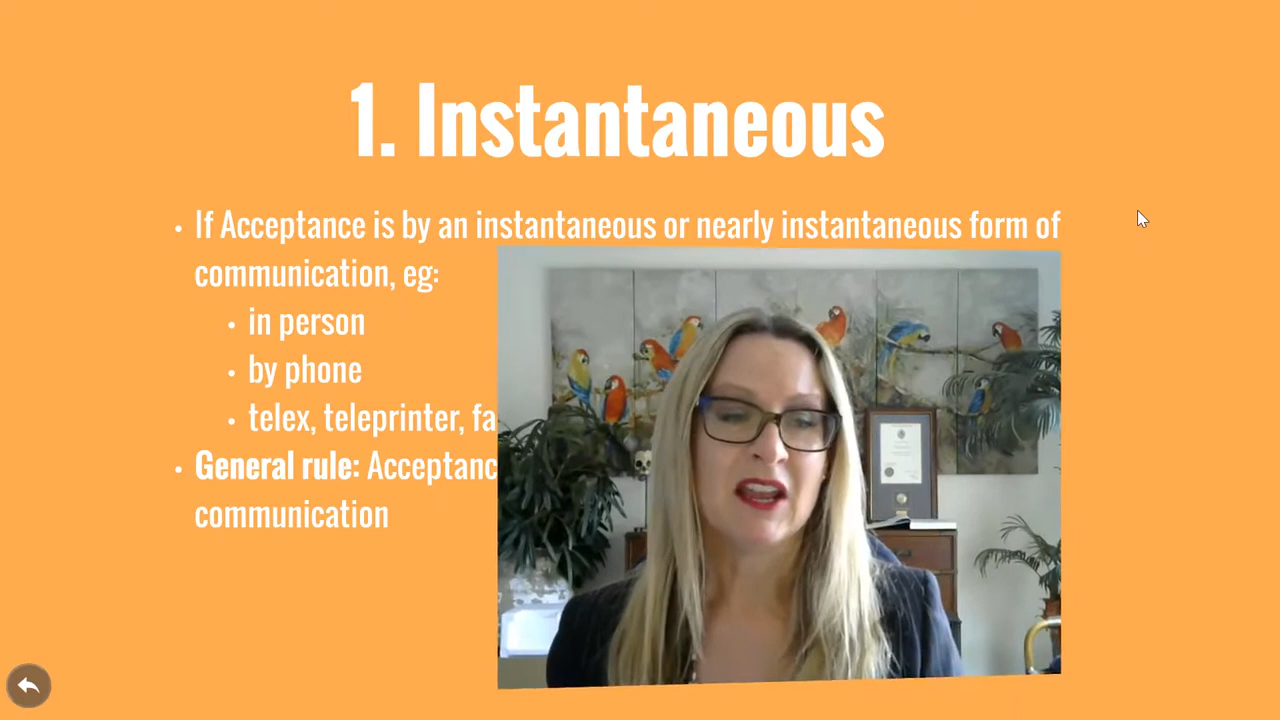 1. Instantaneous
• If Acceptance is by an instantaneous or nearly instantaneous form of
communication, eg:
• in person
• by phone
• telex, teleprinter,
• General rule:
communication